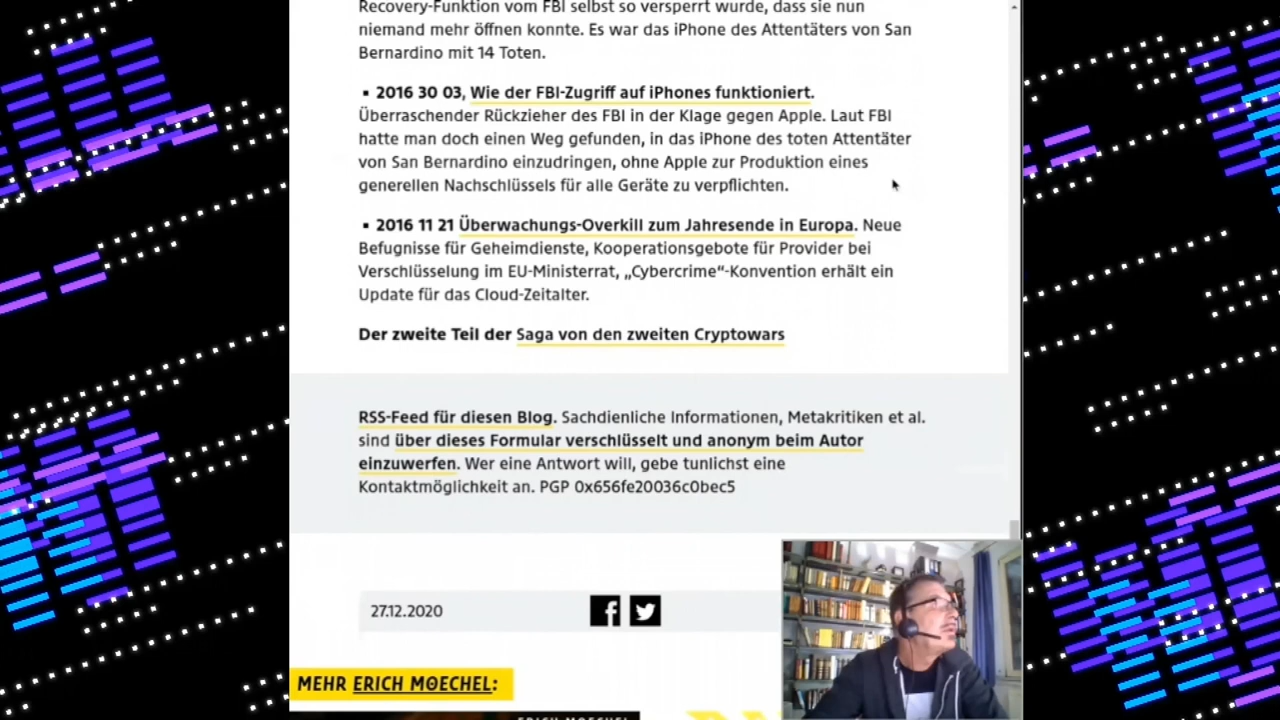 Recovery-Funktion vom FBI selbst so versperrt wurde, dass sie nun
niemand mehr öffnen konnte. Es war das iPhone des Attentäters von San
Bernardino mit 14 Toten.
▪ 2016 30 03, Wie der FBI-Zugriff auf iPhones funktioniert.
Überraschender Rückzieher des FBI in der Klage gegen Apple. Laut FBI
hatte man doch einen Weg gefunden, in das iPhone des toten Attentäter
von San Bernardino einzudringen, ohne Apple zur Produktion eines
generellen Nachschlüssels für alle Geräte zu verpflichten.
▪ 2016 11 21 Überwachungs-Overkill zum Jahresende in Europa. Neue
Befugnisse für Geheimdienste, Kooperationsgebote für Provider bei
Verschlüsselung im EU-Ministerrat, „Cybercrime“-Konvention erhält ein
Update für das Cloud-Zeitalter.
Der zweite Teil der Saga von den zweiten Cryptowars
RSS-Feed für diesen Blog. Sachdienliche Informationen, Metakritiken et al.
sind über dieses Formular verschlüsselt und anonym beim Autor
einzuwerfen. Wer eine Antwort will, gebe tunlichst eine
Kontaktmöglichkeit an. PGP 0x656fe20036c0bec5
27.12.2020
MEHR ERICH MOECHEL:
ERICH MOECHEL